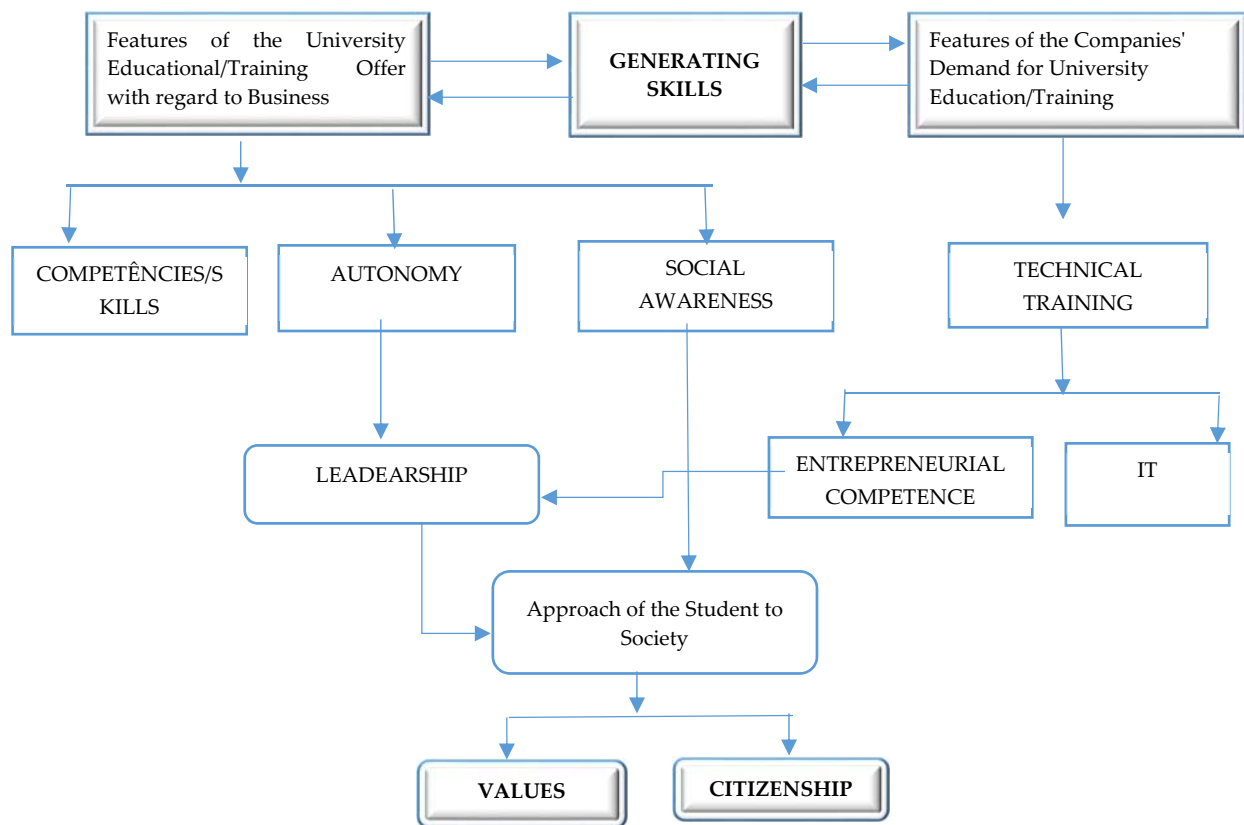 Features of the University
Educational/Training Offer
with regard to Business
GENERATING
SKILLS
Features of the Companies'
Demand for University
Education/Training
COMPETÊNCIES/S
KILLS
AUTONOMY
SOCIAL
AWARENESS
TECHNICAL
TRAINING
LEADEARSHIP
ENTREPRENEURIAL
COMPETENCE
IT
Approach of the Student to
Society
VALUES
CITIZENSHIP